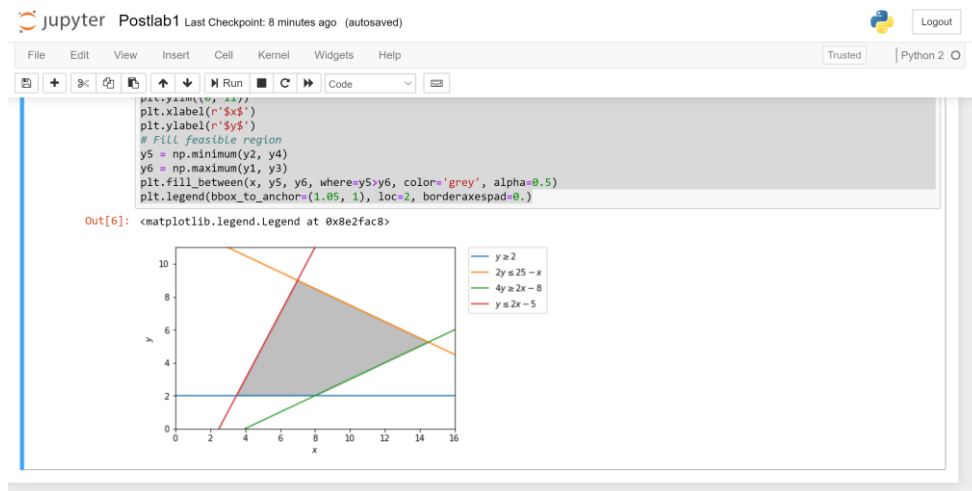 jupyter Postlab1 Last Checkpoint: 8 minutes ago (autosaved)
Logout
File Edit View Insert Cell Kernel Widgets Help
Trusted
Python 2
Run
Code
plt.ylim((0, 11))
plt.xlabel(r'$x$')
plt.ylabel(r'$y$')
# Fill feasible region
y5 = np.minimum(y2, y4)
y6 = np.maximum(y1, y3)
plt.fill_between(x, y5, y6, where=y5>y6, color='grey', alpha=0.5)
plt.legend(bbox_to_anchor=(1.05, 1), loc=2, borderaxespad=0.)
Out[6]: <matplotlib.legend.Legend at 0x8e2fac8>
10
8
6
4
2
0
y
0 2 4 6 8 10 12 14 16
x
y ≥ 2
2y ≤ 25 − x
4y ≥ 2x − 8
y ≤ 2x − 5